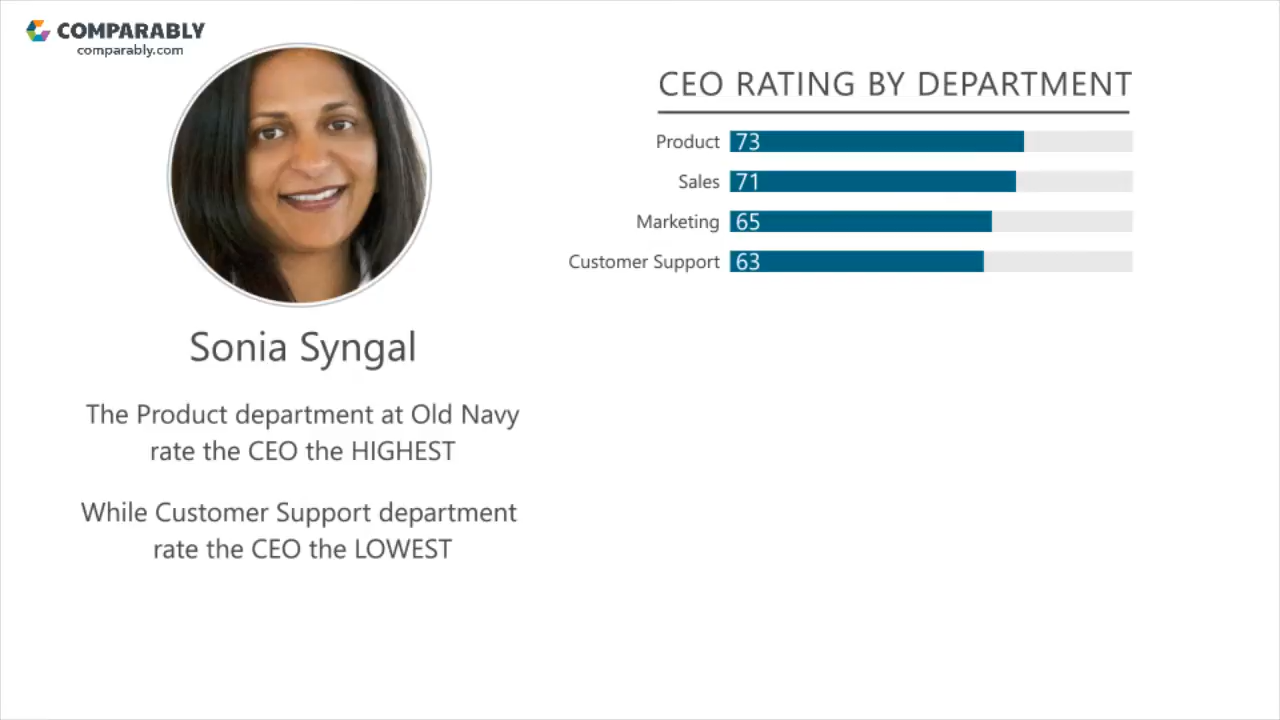 COMPARABLY
comparably.com
CEO RATING BY DEPARTMENT
Product 73
Sales 71
Marketing 65
Customer Support 63
Sonia Syngal
The Product department at Old Navy
rate the CEO the HIGHEST
While Customer Support department
rate the CEO the LOWEST